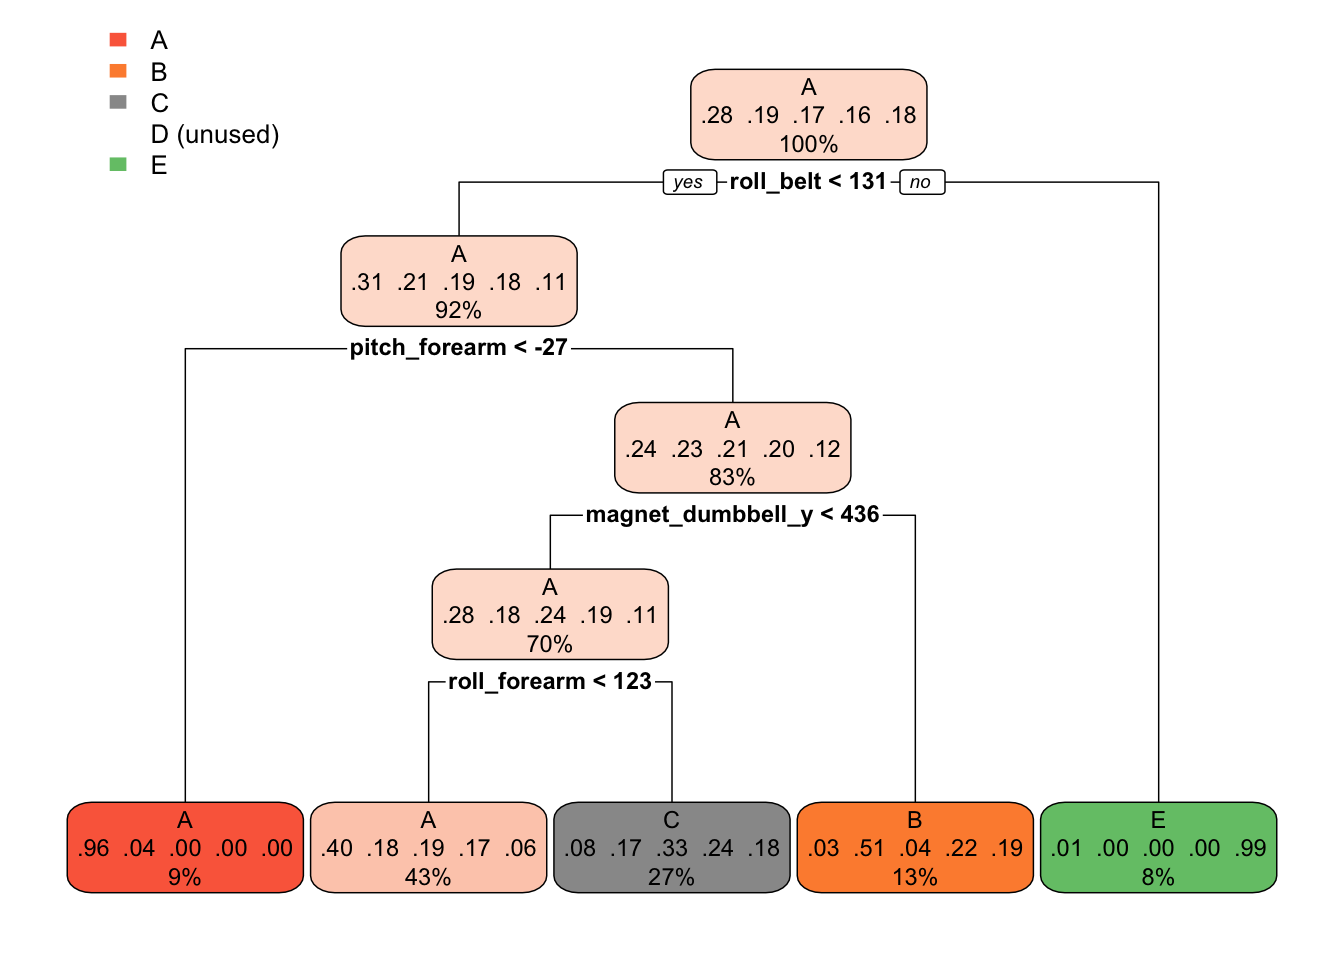 A
B
C
D (unused)
E
A
.28 .19 .17 .16 .18
100%
yes roll_belt < 131 no
A
.31 .21 .19 .18 .11
92%
pitch_forearm < -27
A
.24 .23 .21 .20 .12
83%
magnet_dumbbell_y < 436
A
.28 .18 .24 .19 .11
70%
roll_forearm < 123
A
.96 .04 .00 .00 .00
9%
A
.40 .18 .19 .17 .06
43%
C
.08 .17 .33 .24 .18
27%
B
.03 .51 .04 .22 .19
13%
E
.01 .00 .00 .00 .99
8%